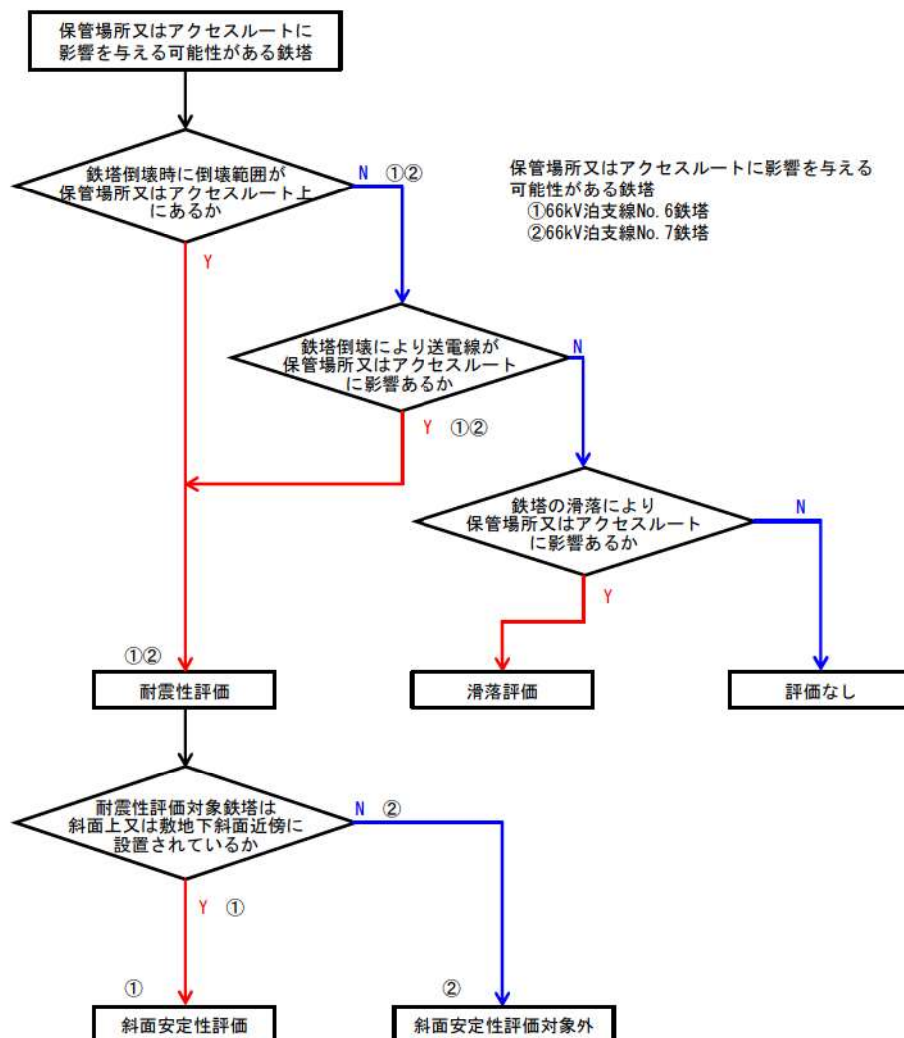 保管場所又はアクセスルートに
影響を与える可能性がある鉄塔
鉄塔倒壊時に倒壊範囲が
保管場所又はアクセスルート上
にあるか
N ①②
Y
保管場所又はアクセスルートに影響を与える
可能性がある鉄塔
①66kV泊支線No.6鉄塔
②66kV泊支線No.7鉄塔
鉄塔倒壊により送電線が
保管場所又はアクセスルート
に影響あるか
N
Y ①②
鉄塔の滑落により
保管場所又はアクセスルート
に影響あるか
N
Y
①②
耐震性評価
滑落評価
評価なし
耐震性評価対象鉄塔は
斜面上又は敷地下斜面近傍に
設置されているか
N ②
Y ①
①
斜面安定性評価
②
斜面安定性評価対象外